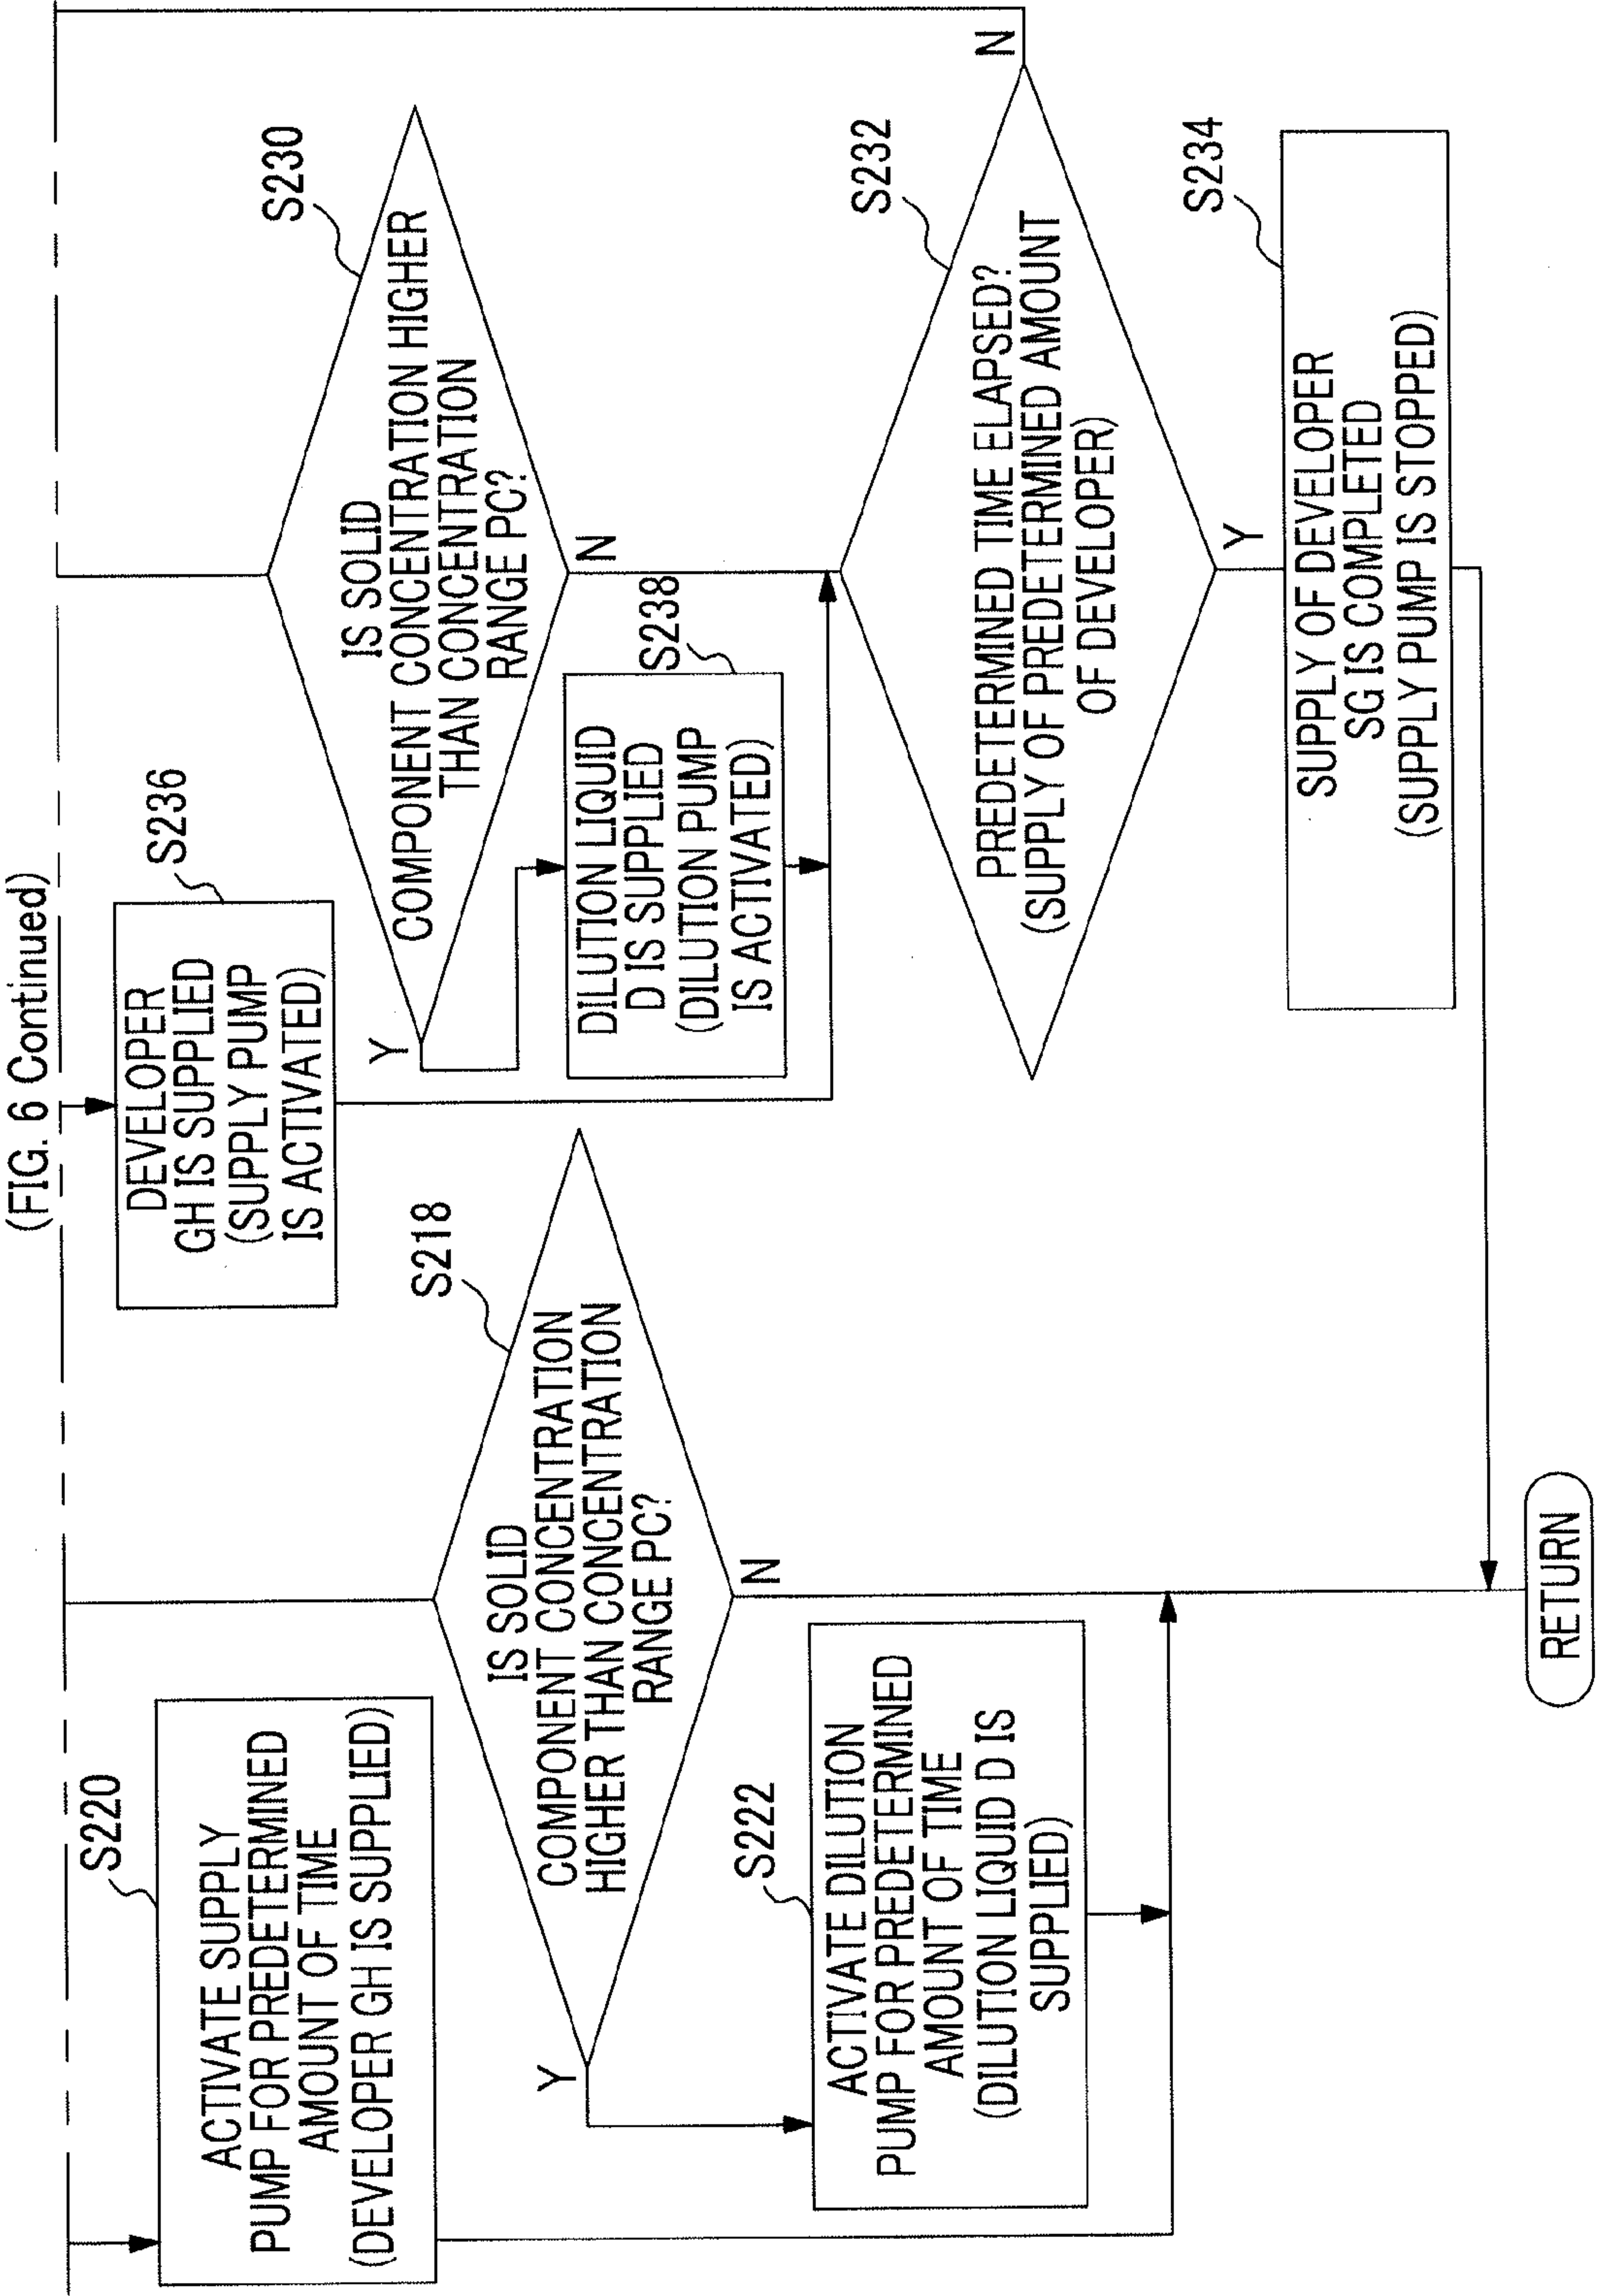 (FIG. 6 Continued)
S220
ACTIVATE SUPPLY
PUMP FOR PREDETERMINED
AMOUNT OF TIME
(DEVELOPER GH IS SUPPLIED)
S218
IS SOLID
COMPONENT CONCENTRATION
HIGHER THAN CONCENTRATION
RANGE PC?
Y
N
S222
ACTIVATE DILUTION
PUMP FOR PREDETERMINED
AMOUNT OF TIME
(DILUTION LIQUID D IS
SUPPLIED)
RETURN
S236
DEVELOPER
GH IS SUPPLIED
(SUPPLY PUMP
IS ACTIVATED)
S230
IS SOLID
COMPONENT CONCENTRATION HIGHER
THAN CONCENTRATION
RANGE PC?
Y
N
S238
DILUTION LIQUID
D IS SUPPLIED
(DILUTION PUMP
IS ACTIVATED)
S232
PREDETERMINED TIME ELAPSED?
(SUPPLY OF PREDETERMINED AMOUNT
OF DEVELOPER)
N
Y
S234
SUPPLY OF DEVELOPER
SG IS COMPLETED
(SUPPLY PUMP IS STOPPED)